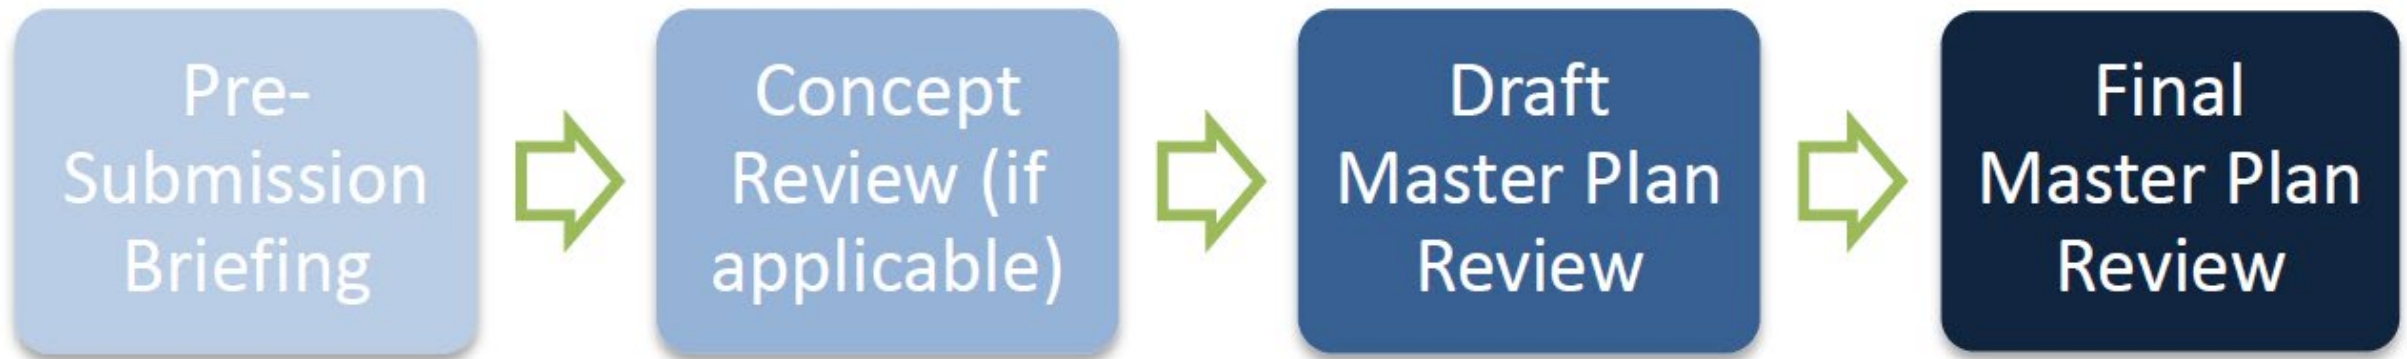 Pre-
Submission
Briefing
Concept
Review (if
applicable)
Draft
Master Plan
Review
Final
Master Plan
Review